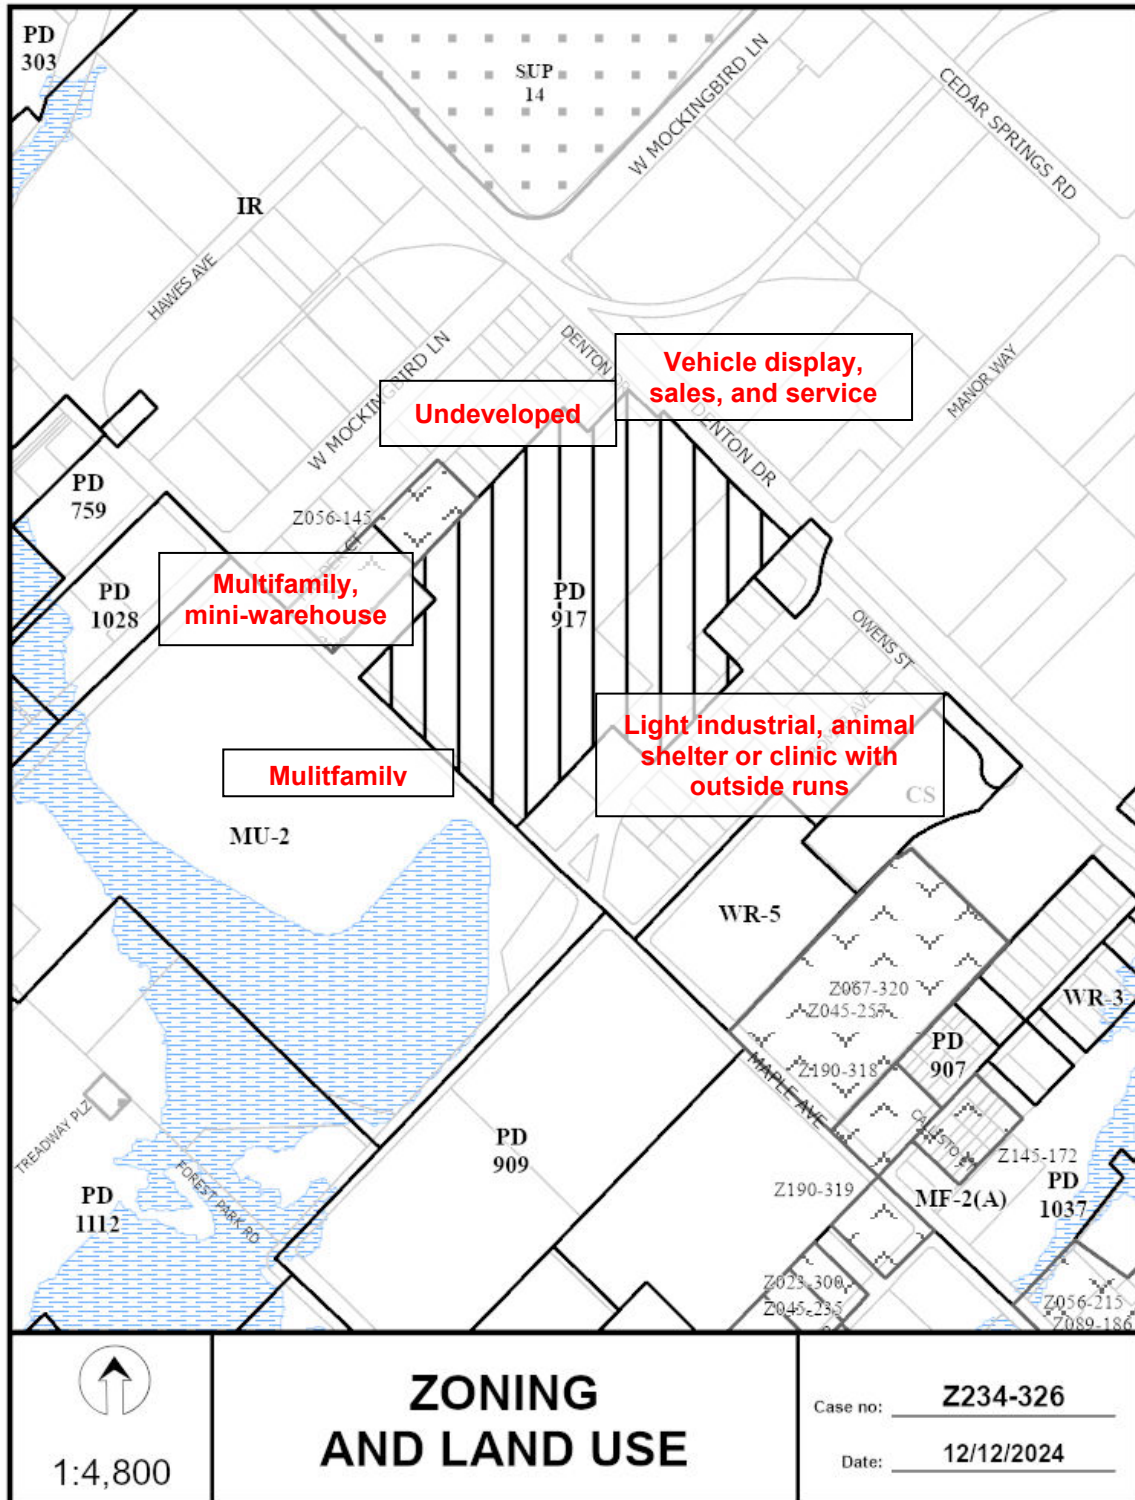 PD
303
SUP
14
W MOCKINGBIRD LN
CEDAR SPRINGS RD
IR
HAWES AVE
W MOCKINGBIRD LN
DENTON DR
Vehicle display,
sales, and service
MANOR WAY
Undeveloped
DENTON DR
PD
759
Z056-145
Multifamily,
mini-warehouse
PD
1028
PD
917
OWENS ST
Light industrial, animal
shelter or clinic with
outside runs
CS
Mulitfamily
MU-2
WR-5
Z067-320
Z045-257
WR-3
PD
907
Z190-318
MAPLE AVE
CALLISTO CT
Z145-172
TREADWAY PLZ
FOREST PARK RD
PD
909
PD
1112
Z190-319
MF-2(A)
PD
1037
Z023-300
Z045-235
Z056-215
Z089-186
1:4,800
ZONING
AND LAND USE
Case no: Z234-326
Date: 12/12/2024